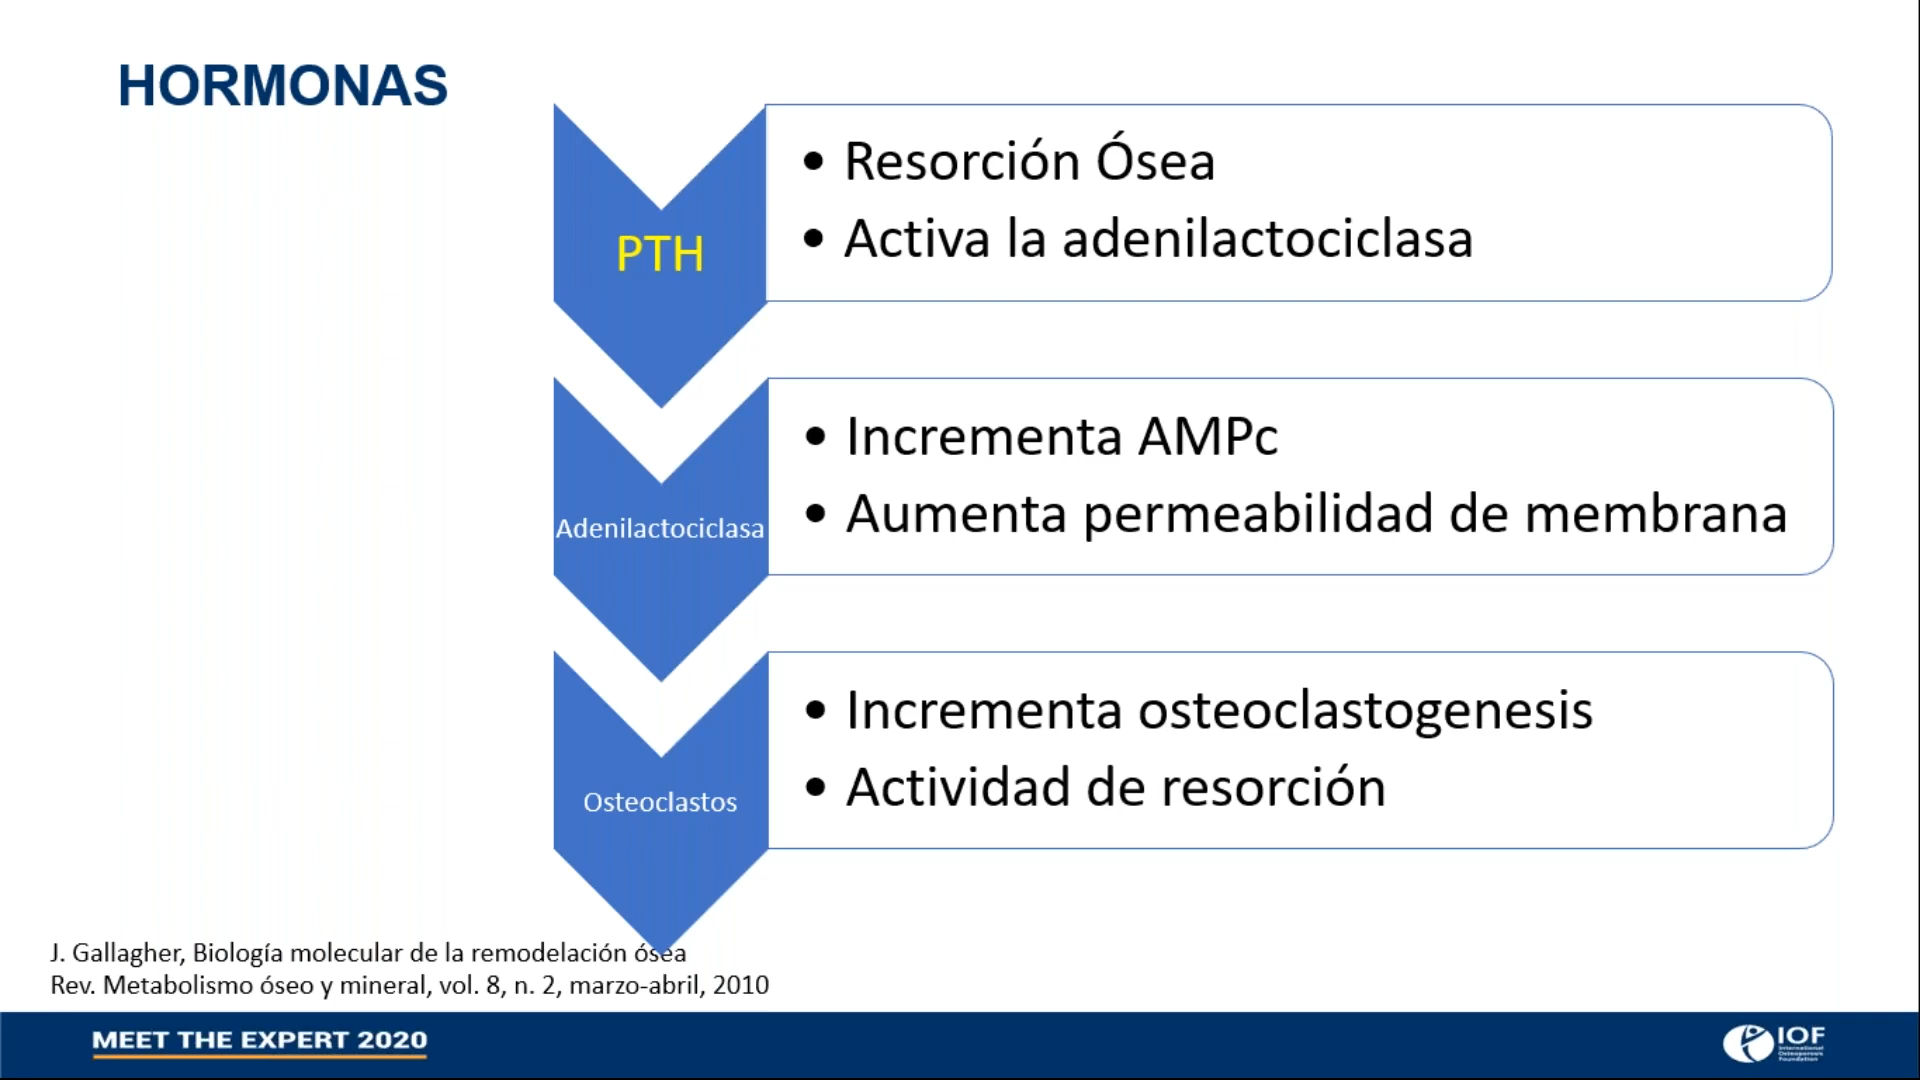 HORMONAS
PTH
• Resorción Ósea
• Activa la adenilactociclasa
Adenilactociclasa
• Incrementa AMPc
• Aumenta permeabilidad de membrana
Osteoclastos
• Incrementa osteoclastogenesis
• Actividad de resorción
J. Gallagher, Biología molecular de la remodelación ósea
Rev. Metabolismo óseo y mineral, vol. 8, n. 2, marzo-abril, 2010
MEET THE EXPERT 2020
IOF
International
Osteoporosis
Foundation